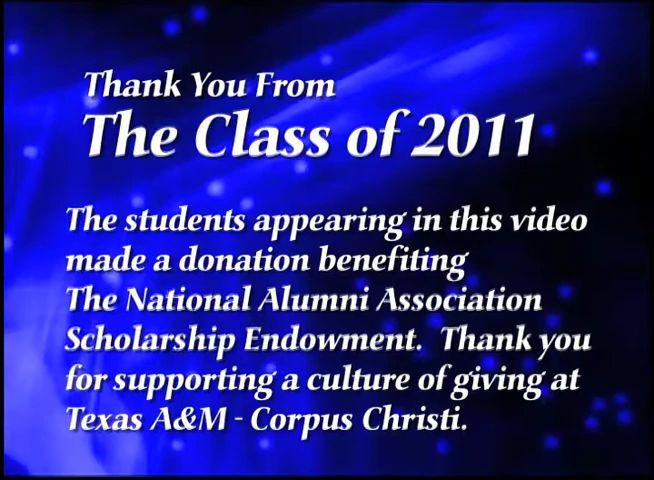 Thank You From
The Class of 2011
The students appearing in this video
made a donation benefiting
The National Alumni Association
Scholarship Endowment.  Thank you
for supporting a culture of giving at
Texas A&M - Corpus Christi.